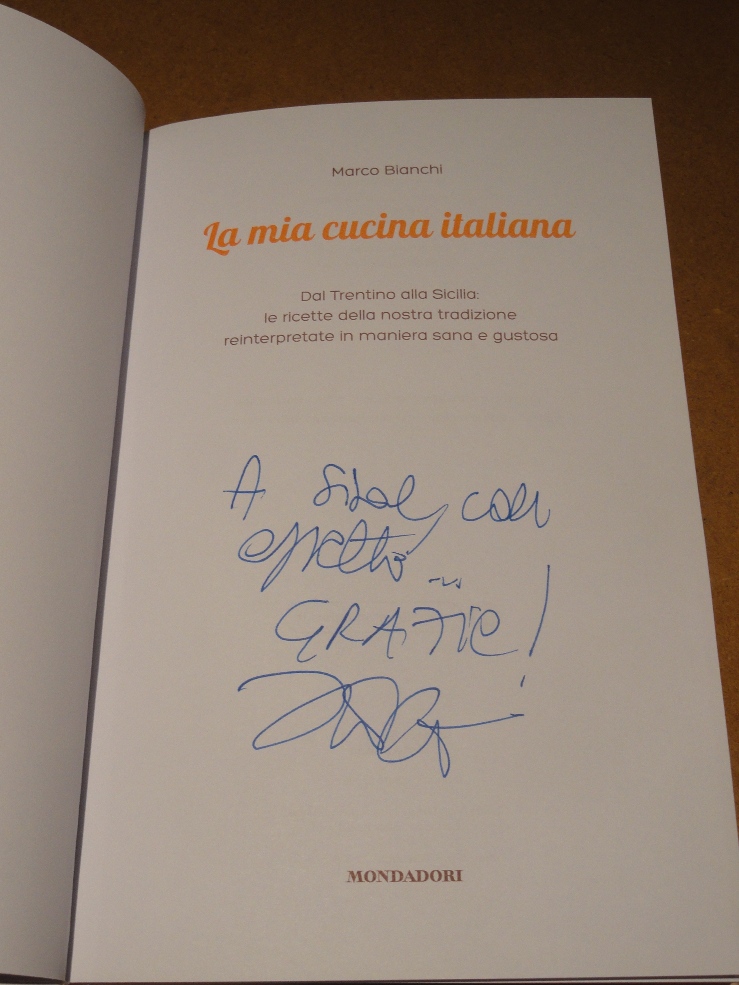 Marco Bianchi
La mia cucina italiana
Dal Trentino alla Sicilia:
le ricette della nostra tradizione
reinterpretate in maniera sana e gustosa
A con
affetto ...
GRAZIE!
MONDADORI